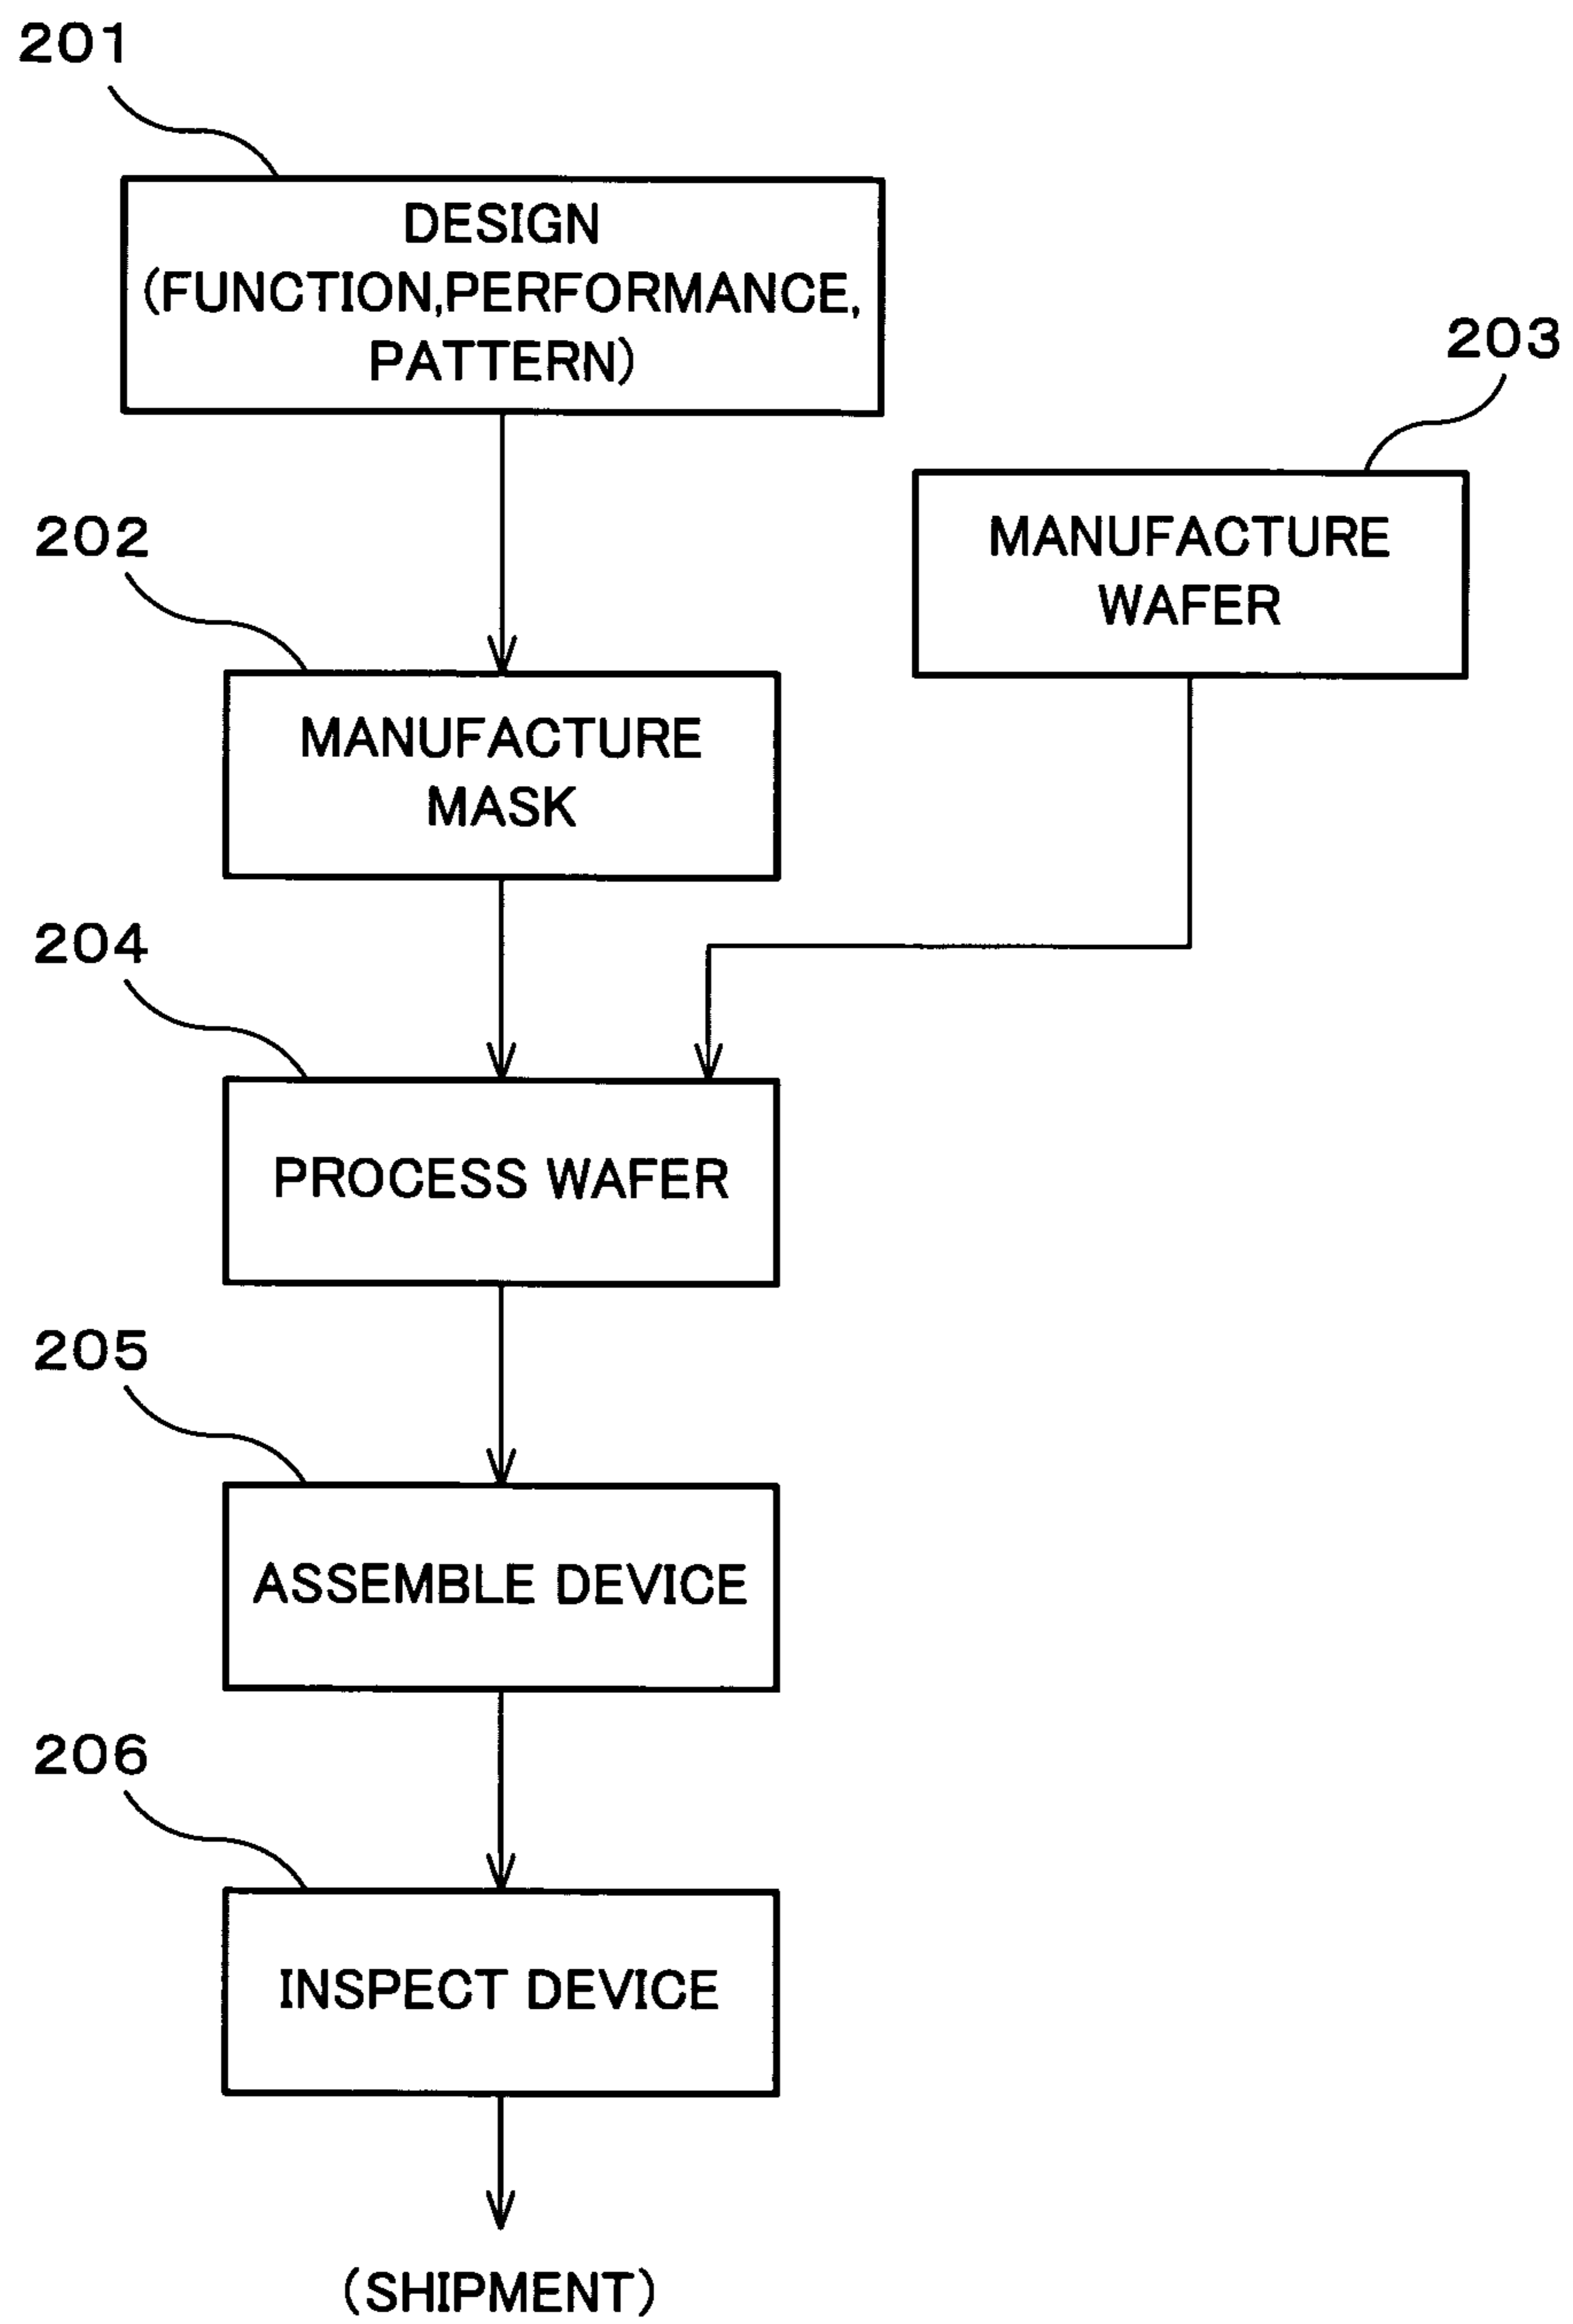 201
DESIGN
(FUNCTION,PERFORMANCE,
PATTERN)
203
MANUFACTURE
WAFER
202
MANUFACTURE
MASK
204
PROCESS WAFER
205
ASSEMBLE DEVICE
206
INSPECT DEVICE
(SHIPMENT)